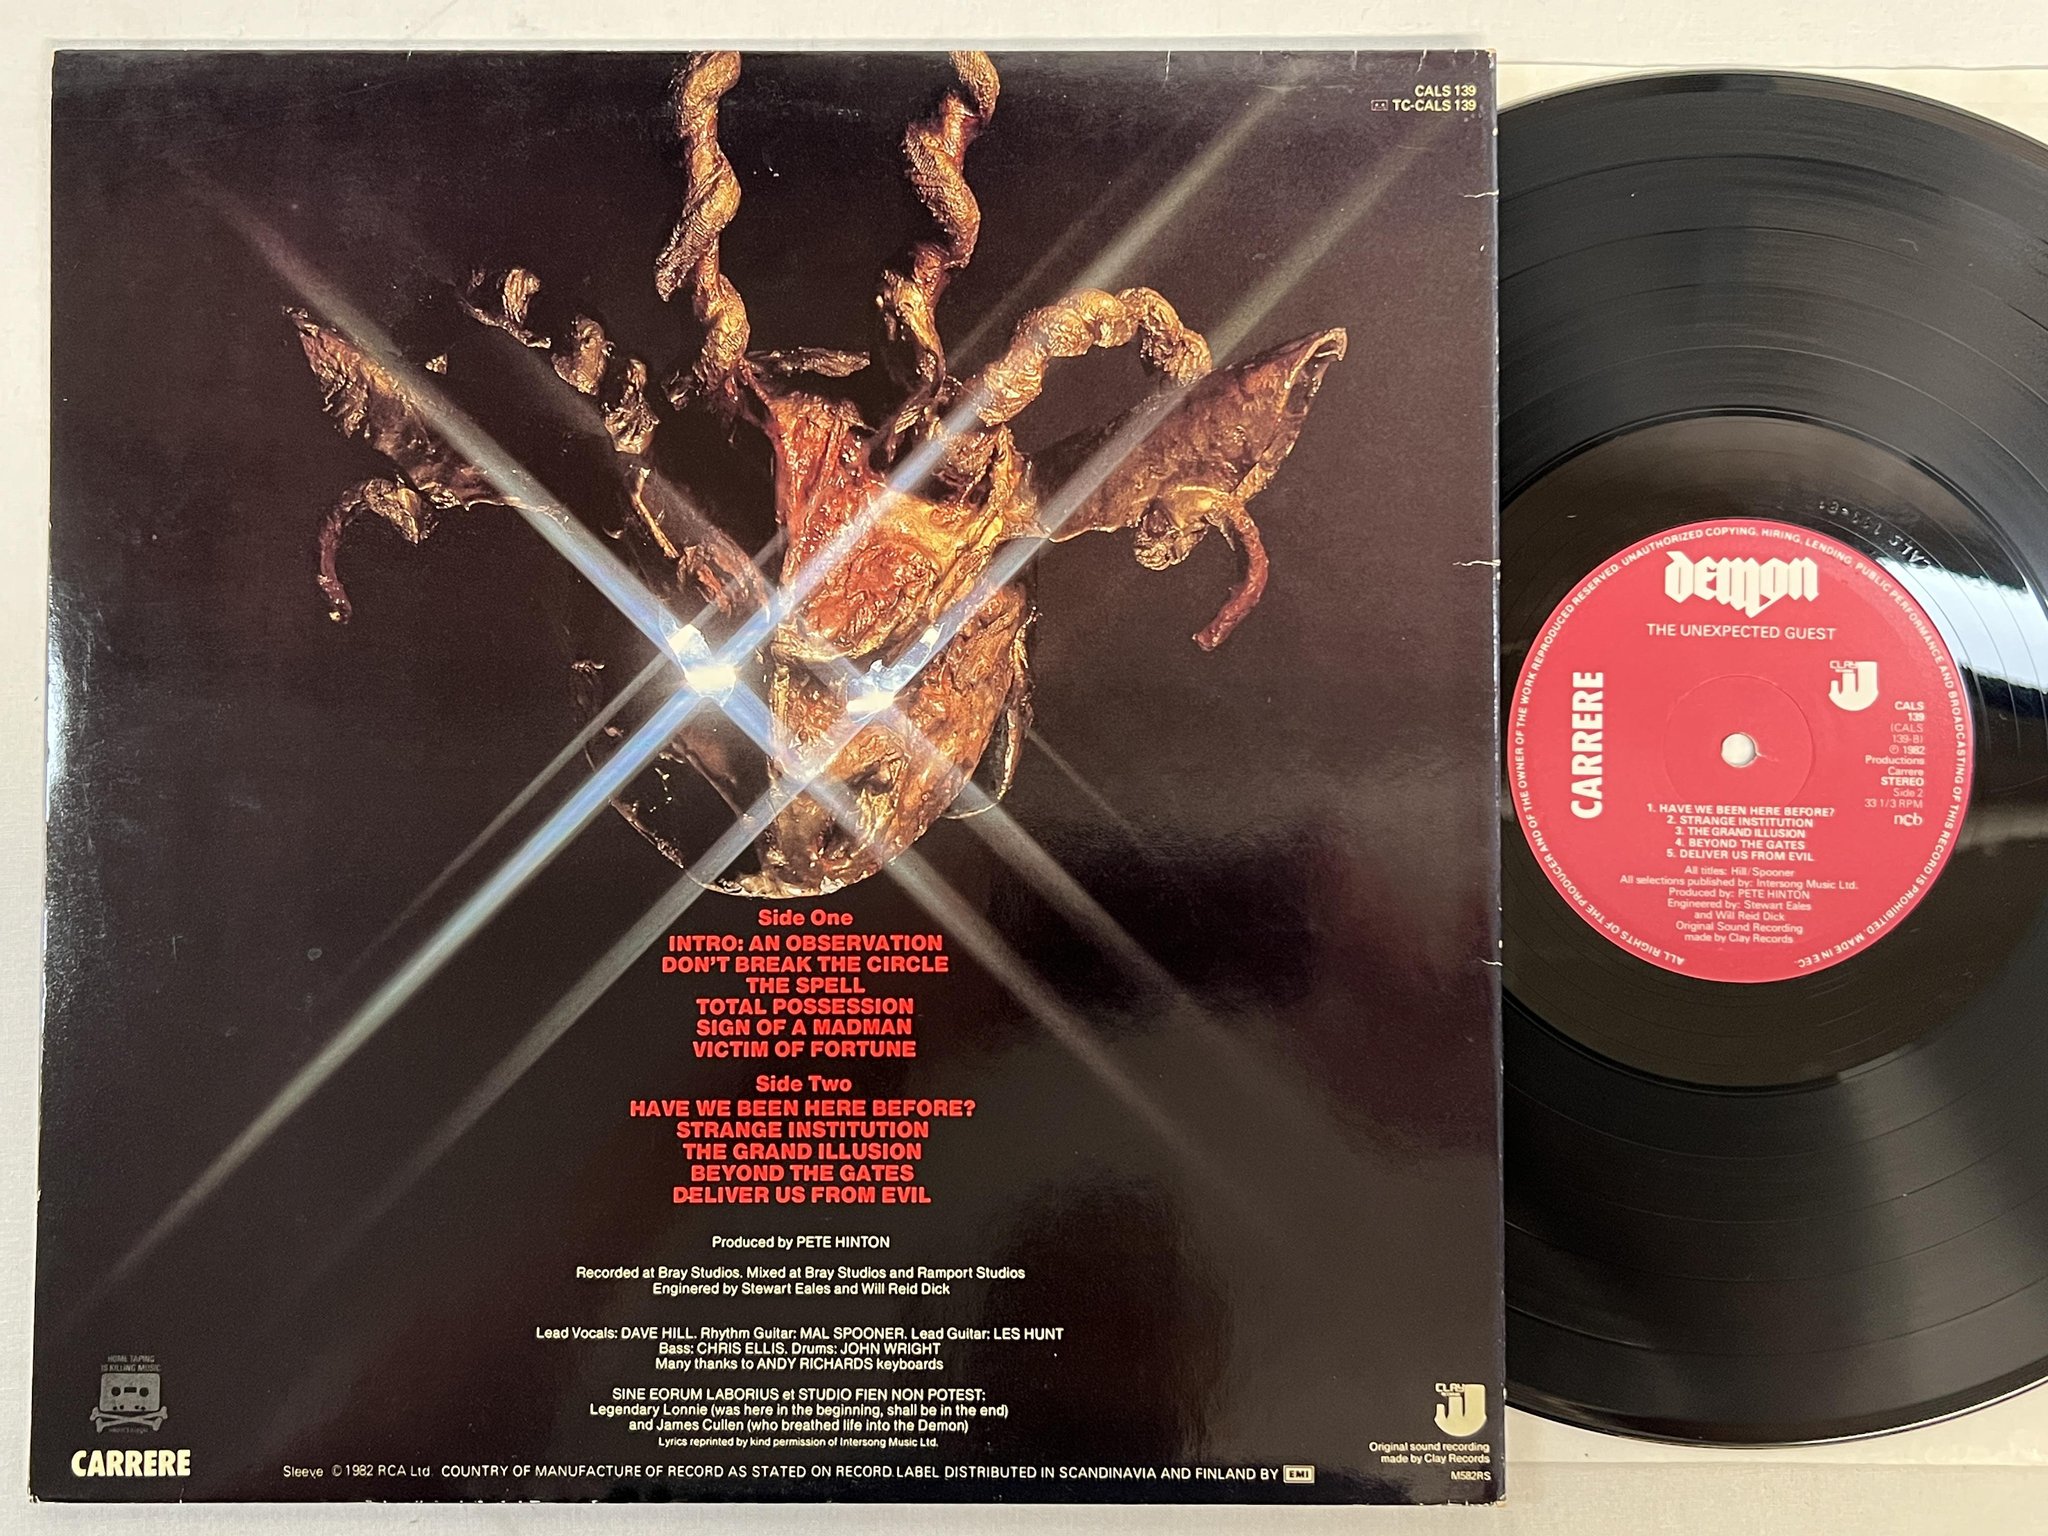 CALS 139
TC-CALS 139
Side One
INTRO: AN OBSERVATION
DON'T BREAK THE CIRCLE
THE SPELL
TOTAL POSSESSION
SIGN OF A MADMAN
VICTIM OF FORTUNE
Side Two
HAVE WE BEEN HERE BEFORE?
STRANGE INSTITUTION
THE GRAND ILLUSION
BEYOND THE GATES
DELIVER US FROM EVIL
Produced by PETE HINTON
Recorded at Bray Studios. Mixed at Bray Studios and Ramport Studios
Enginered by Stewart Eales and Will Reid Dick
Lead Vocals: DAVE HILL. Rhythm Guitar: MAL SPOONER. Lead Guitar: LES HUNT
Bass: CHRIS ELLIS. Drums: JOHN WRIGHT
Many thanks to ANDY RICHARDS keyboards
SINE EORUM LABORIUS et STUDIO FIEN NON POTEST:
Legendary Lonnie (was here in the beginning, shall be in the end)
and James Cullen (who breathed life into the Demon)
Lyrics reprinted by kind permission of Intersong Music Ltd.
HOME TAPING
IS KILLING MUSIC
CARRERE
Sleeve © 1982 RCA Ltd. COUNTRY OF MANUFACTURE OF RECORD AS STATED ON RECORD LABEL DISTRIBUTED IN SCANDINAVIA AND FINLAND BY EMI
CLAY
Original sound recording
made by Clay Records
M582RS
ALL RIGHTS OF THE PRODUCER AND OF THE OWNER OF THE WORK REPRODUCED RESERVED. UNAUTHORIZED COPYING, HIRING, LENDING, PUBLIC PERFORMANCE AND BROADCASTING OF THIS RECORD IS PROHIBITED. MADE IN EEC.
DEMON
THE UNEXPECTED GUEST
CARRERE
CLAY
CALS
139
(CALS
139-B)
℗ 1982
Productions
Carrere
STEREO
Side 2
33 1/3 RPM
ncb
1. HAVE WE BEEN HERE BEFORE?
2. STRANGE INSTITUTION
3. THE GRAND ILLUSION
4. BEYOND THE GATES
5. DELIVER US FROM EVIL
All titles: Hill/Spooner
All selections published by: Intersong Music Ltd.
Produced by: PETE HINTON
Engineered by: Stewart Eales
and Will Reid Dick
Original Sound Recording
made by Clay Records